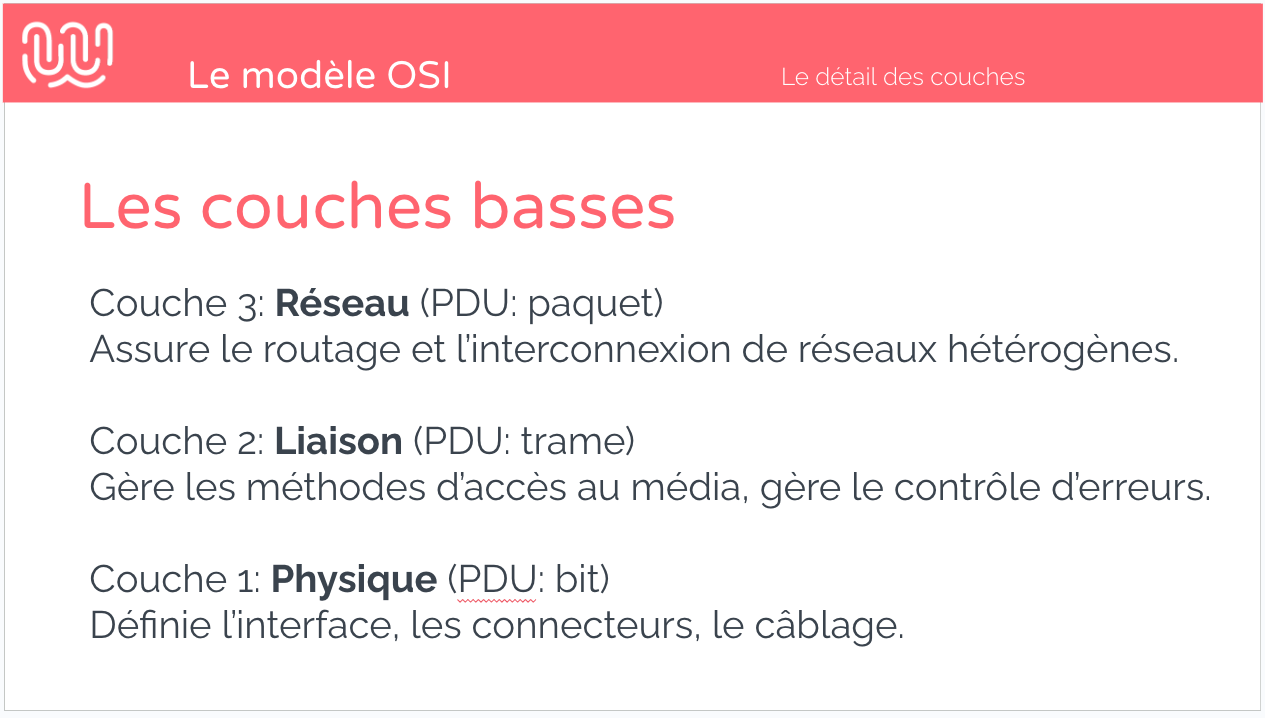 Le modèle OSI
Le détail des couches
Les couches basses
Couche 3: Réseau (PDU: paquet)
Assure le routage et l’interconnexion de réseaux hétérogènes.
Couche 2: Liaison (PDU: trame)
Gère les méthodes d’accès au média, gère le contrôle d’erreurs.
Couche 1: Physique (PDU: bit)
Définie l’interface, les connecteurs, le câblage.